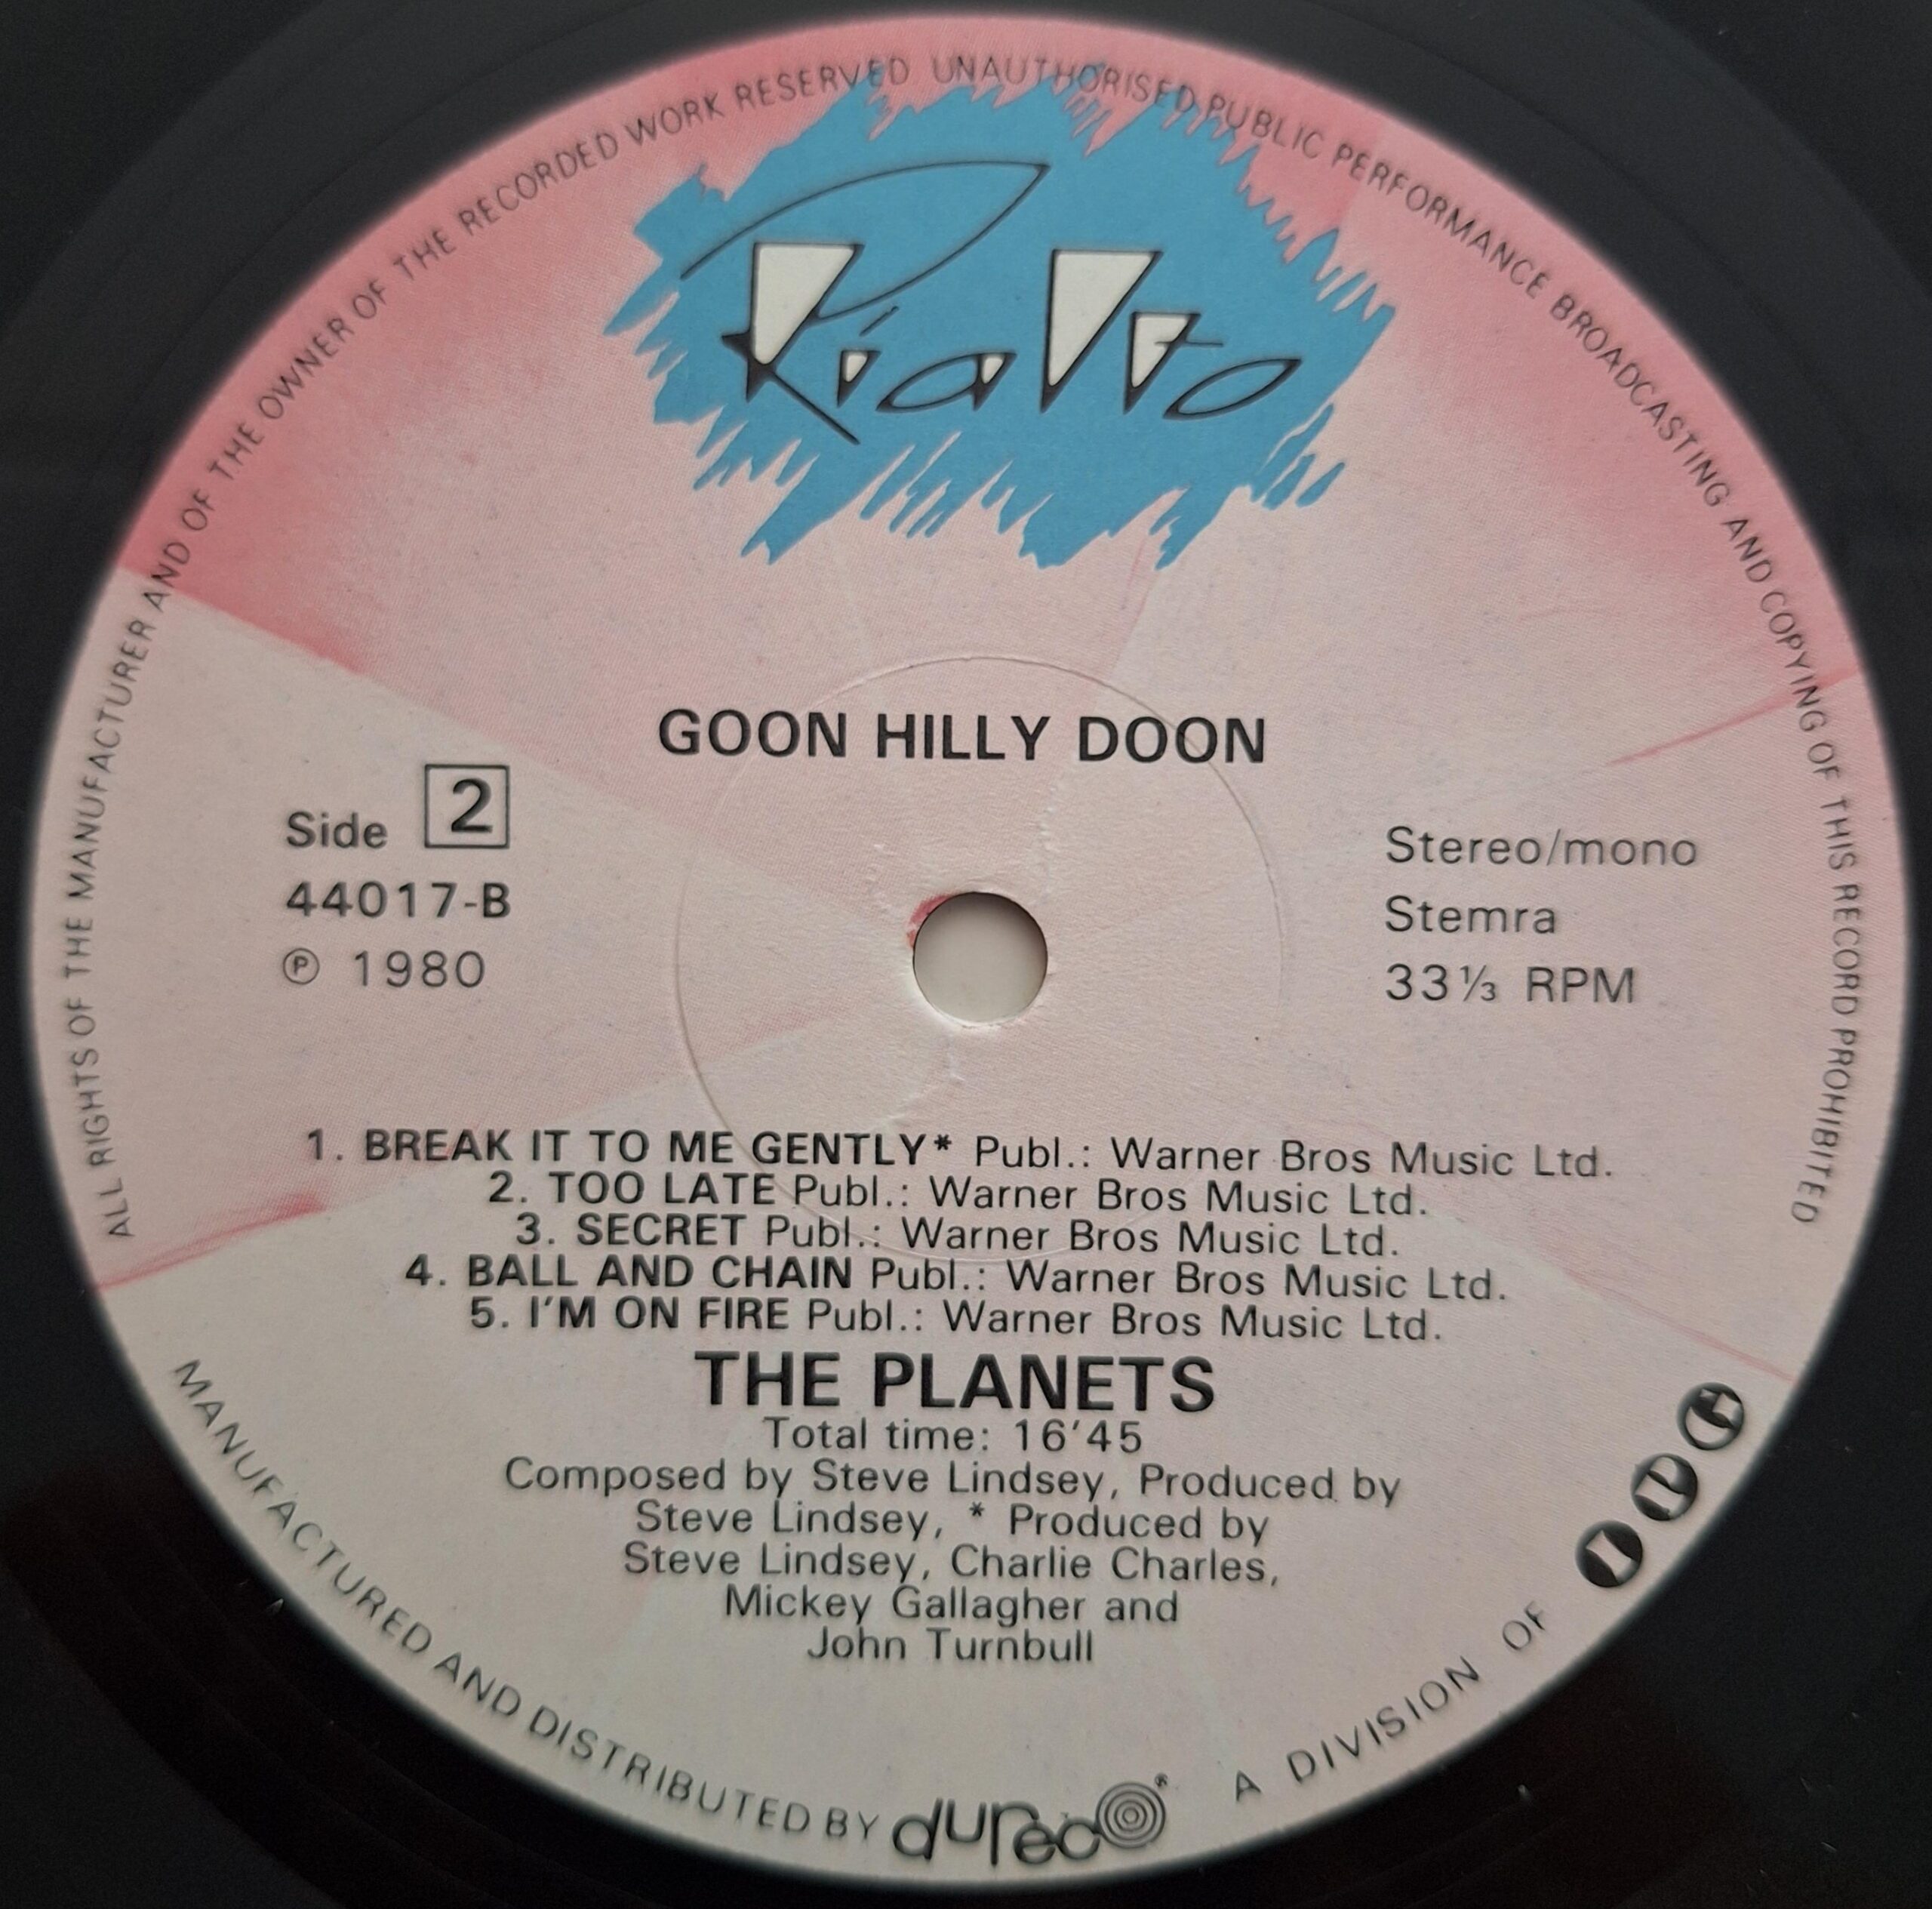 ALL RIGHTS OF THE MANUFACTURER AND OF THE OWNER OF THE RECORDED WORK RESERVED UNAUTHORISED PUBLIC PERFORMANCE BROADCASTING AND COPYING OF THIS RECORD PROHIBITED
Rialto
GOON HILLY DOON
Side 2
44017-B
℗ 1980
Stereo/mono
Stemra
33⅓ RPM
1. BREAK IT TO ME GENTLY* Publ.: Warner Bros Music Ltd.
2. TOO LATE Publ.: Warner Bros Music Ltd.
3. SECRET Publ.: Warner Bros Music Ltd.
4. BALL AND CHAIN Publ.: Warner Bros Music Ltd.
5. I'M ON FIRE Publ.: Warner Bros Music Ltd.
THE PLANETS
Total time: 16'45
Composed by Steve Lindsey, Produced by
Steve Lindsey, * Produced by
Steve Lindsey, Charlie Charles,
Mickey Gallagher and
John Turnbull
MANUFACTURED AND DISTRIBUTED BY dureco
A DIVISION OF